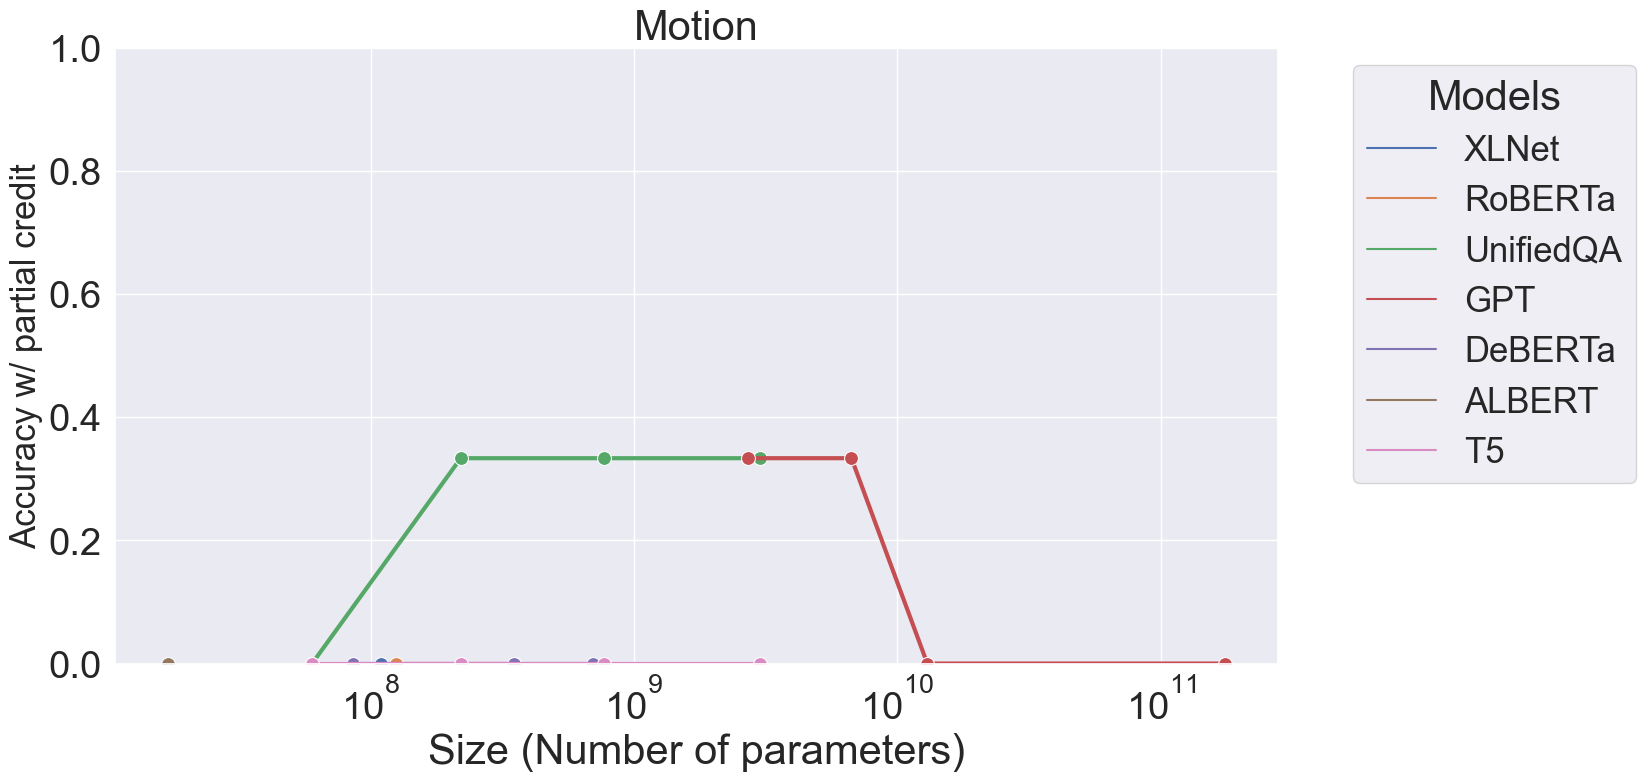 Motion
1.0
0.8
0.6
0.4
0.2
0.0
Accuracy w/ partial credit
10^8
10^9
10^10
10^11
Size (Number of parameters)
Models
XLNet
RoBERTa
UnifiedQA
GPT
DeBERTa
ALBERT
T5